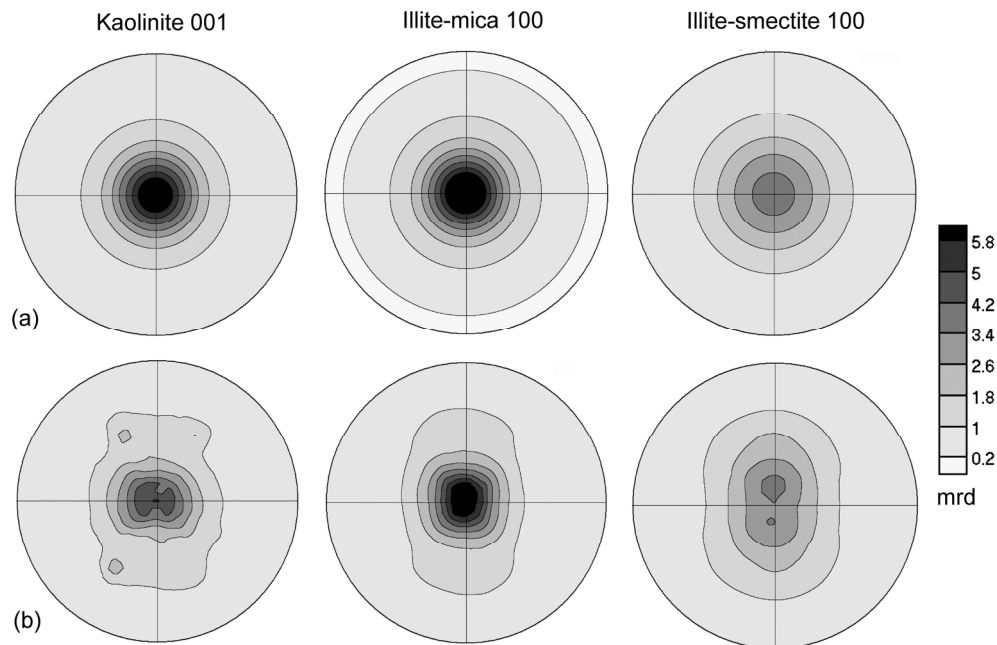 Kaolinite 001
Illite-mica 100
Illite-smectite 100
(a)
5.8
5
4.2
3.4
2.6
1.8
1
0.2
mrd
(b)